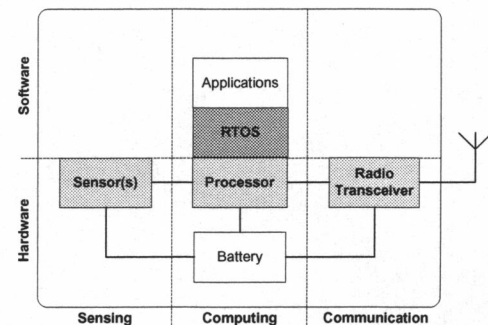 Software
Applications
RTOS
Hardware
Sensor(s)
Processor
Radio
Transceiver
Battery
Sensing
Computing
Communication